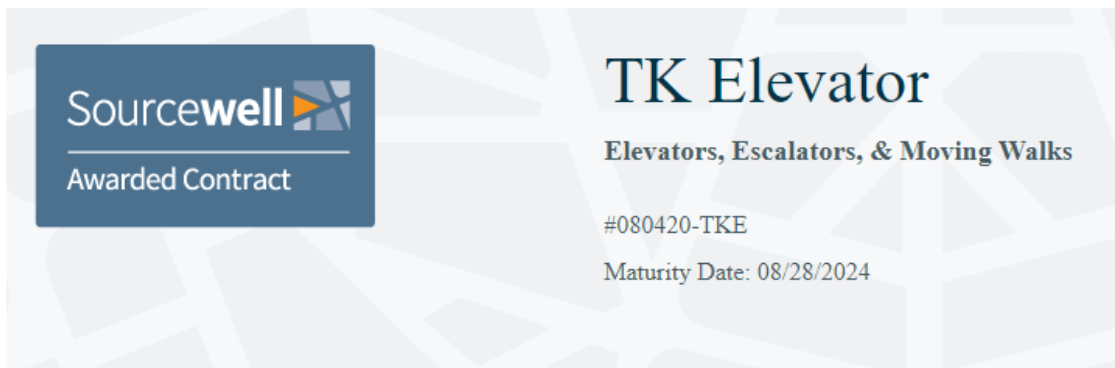 Sourcewell
Awarded Contract
TK Elevator
Elevators, Escalators, & Moving Walks
#080420-TKE
Maturity Date: 08/28/2024